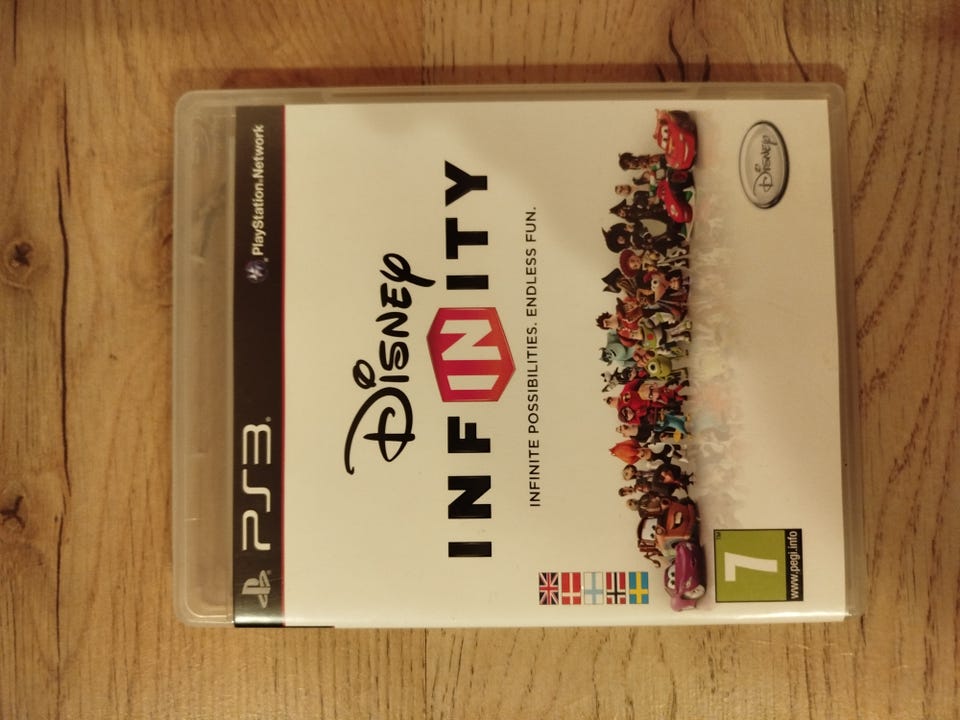 PS3
PlayStation Network
DISNEY
INFINITY
INFINITE POSSIBILITIES. ENDLESS FUN.
7
www.pegi.info
DISNEY